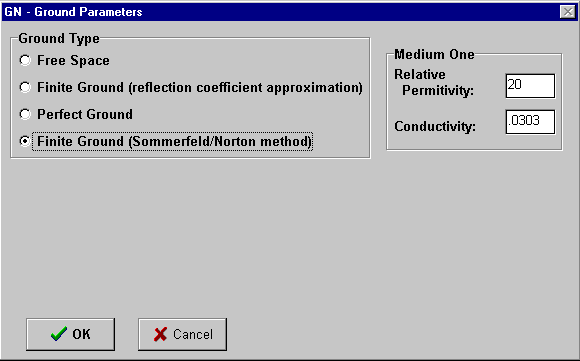 GN - Ground Parameters
Ground Type
Free Space
Finite Ground (reflection coefficient approximation)
Perfect Ground
Finite Ground (Sommerfeld/Norton method)
Medium One
Relative
Permitivity:
20
Conductivity:
.0303
OK
Cancel